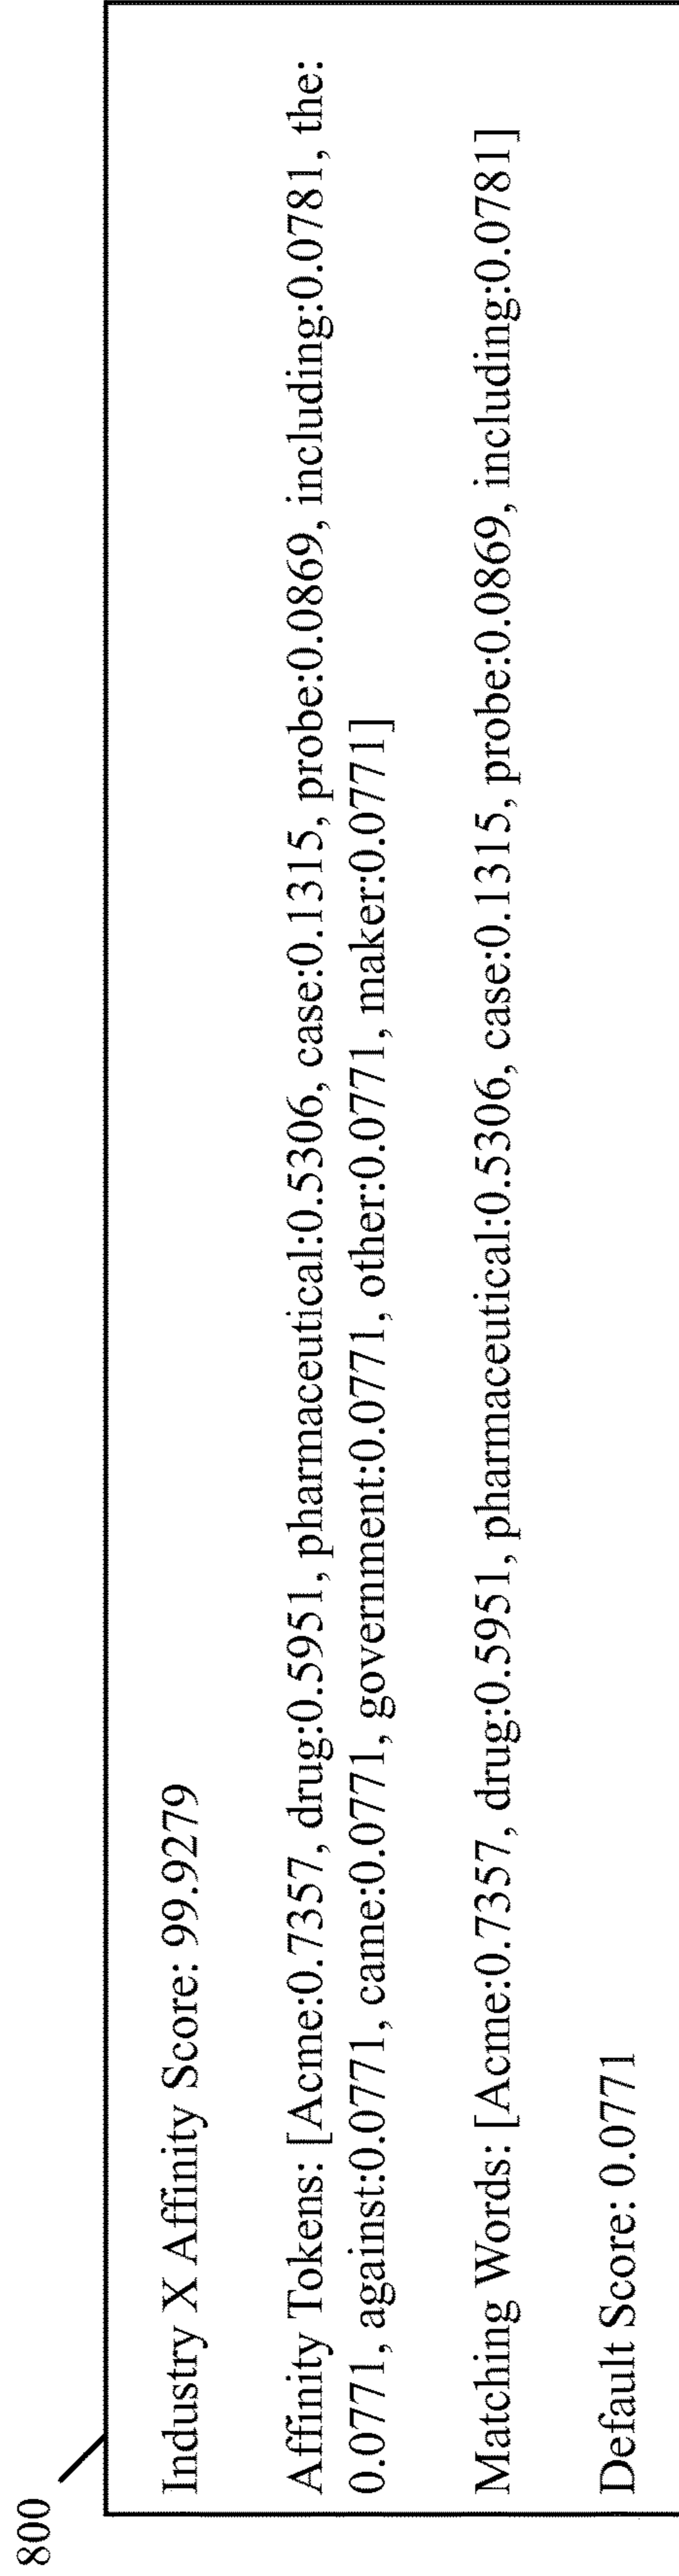 800
Industry X Affinity Score: 99.9279
Affinity Tokens: [Acme:0.7357, drug:0.5951, pharmaceutical:0.5306, case:0.1315, probe:0.0869, including:0.0781, the:
0.0771, against:0.0771, came:0.0771, government:0.0771, other:0.0771, maker:0.0771]
Matching Words: [Acme:0.7357, drug:0.5951, pharmaceutical:0.5306, case:0.1315, probe:0.0869, including:0.0781]
Default Score: 0.0771